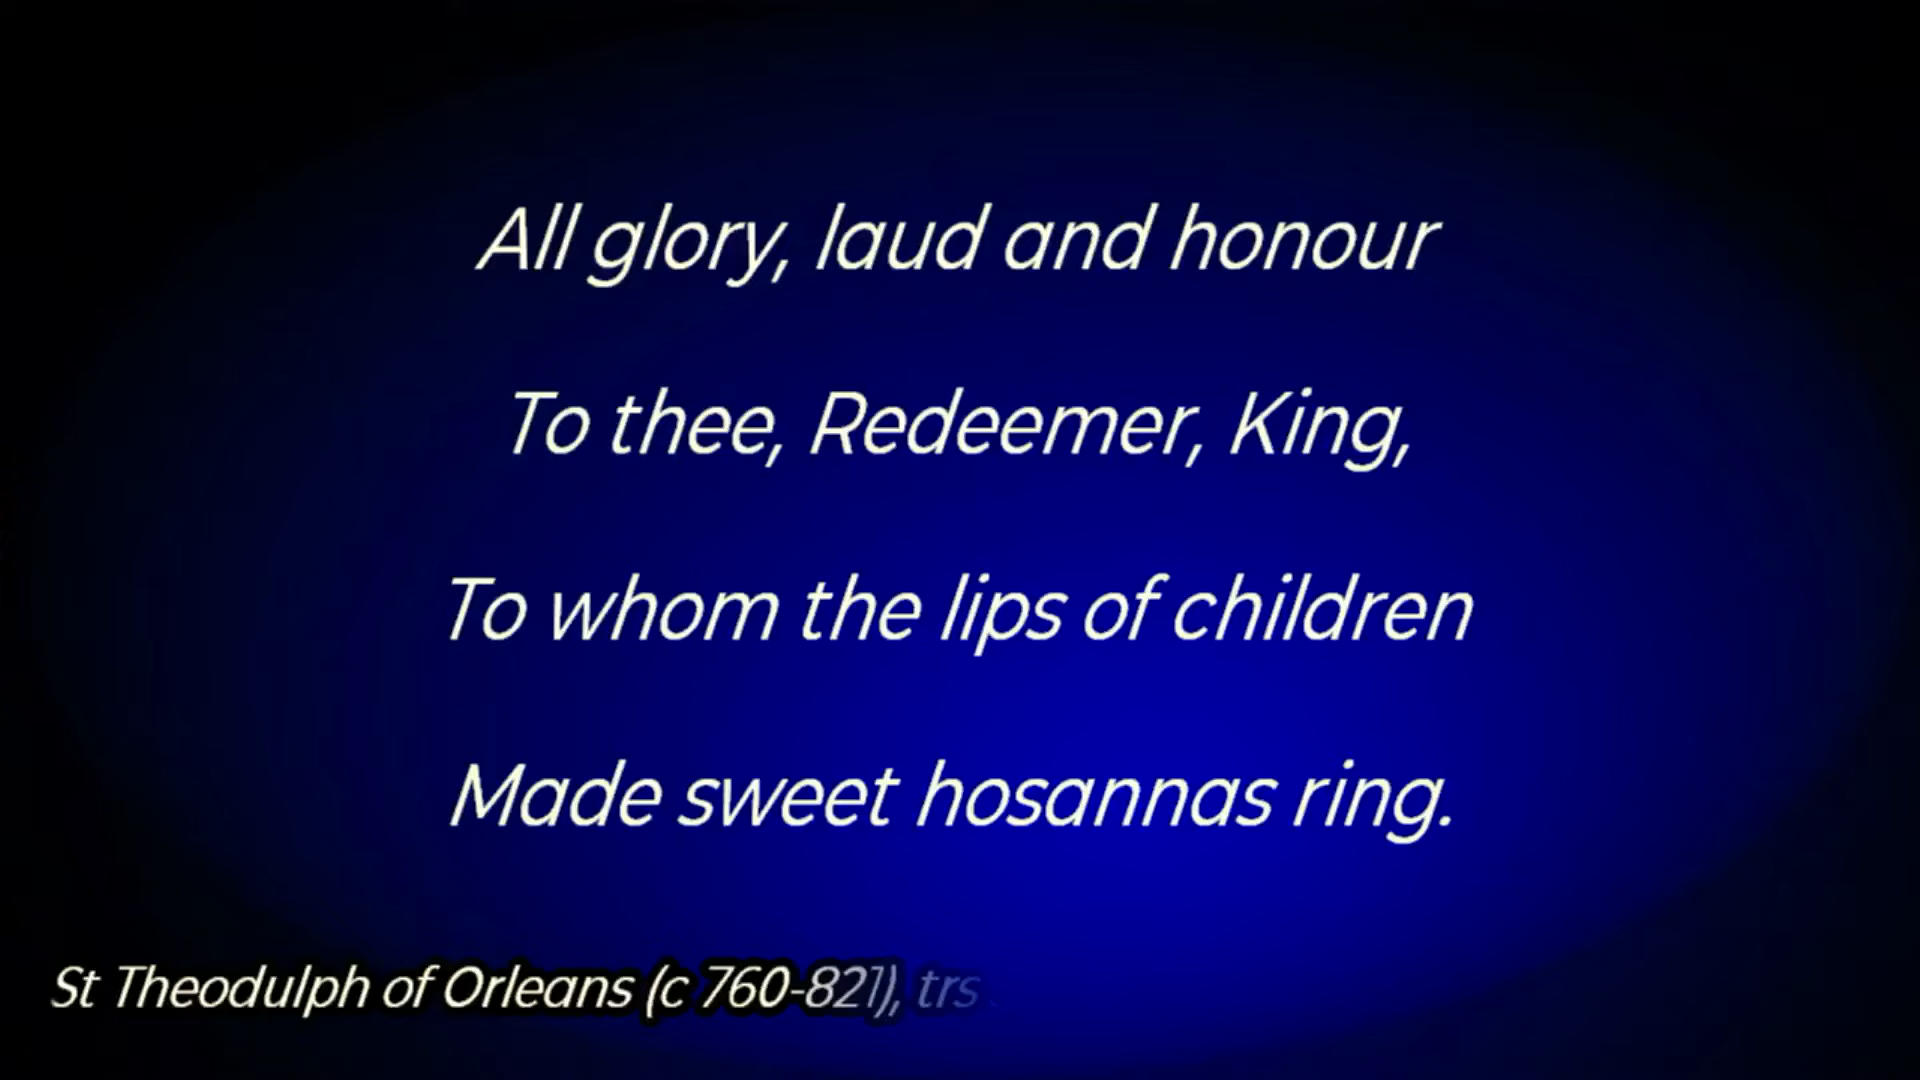 All glory, laud and honour
To thee, Redeemer, King,
To whom the lips of children
Made sweet hosannas ring.
St Theodulph of Orleans (c 760-821), trs